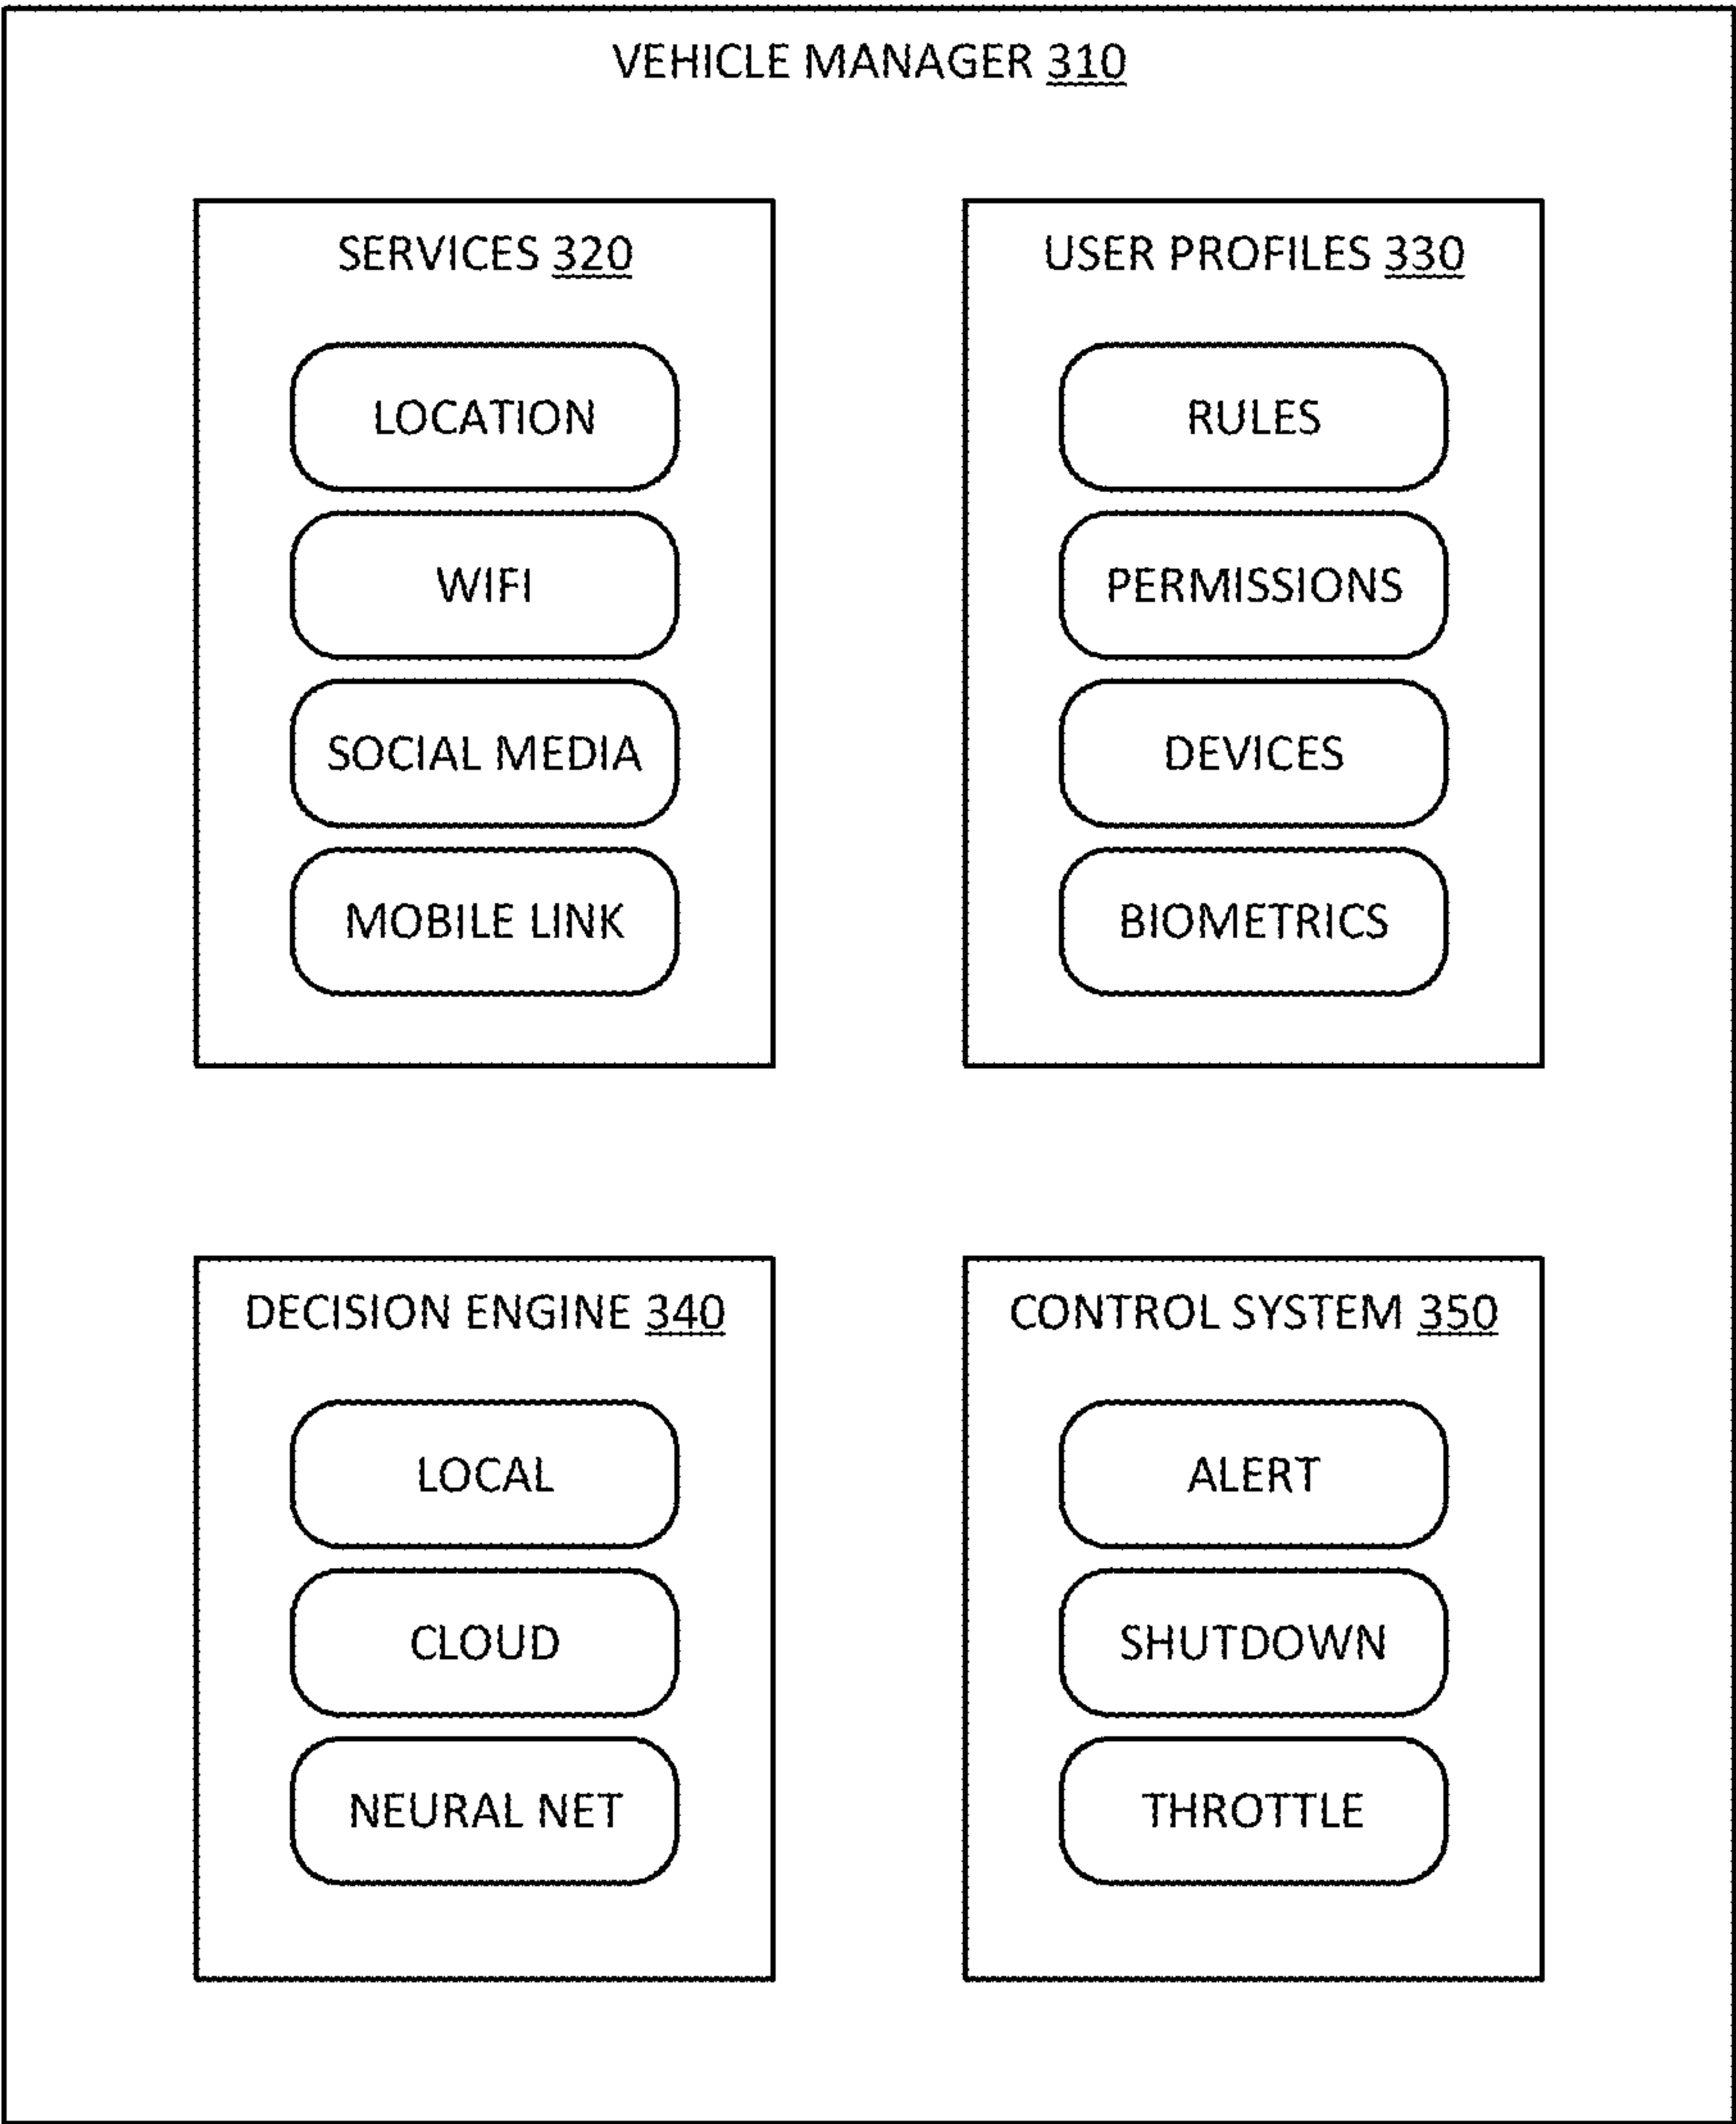 VEHICLE MANAGER 310
SERVICES 320
LOCATION
WIFI
SOCIAL MEDIA
MOBILE LINK
USER PROFILES 330
RULES
PERMISSIONS
DEVICES
BIOMETRICS
DECISION ENGINE 340
LOCAL
CLOUD
NEURAL NET
CONTROL SYSTEM 350
ALERT
SHUTDOWN
THROTTLE